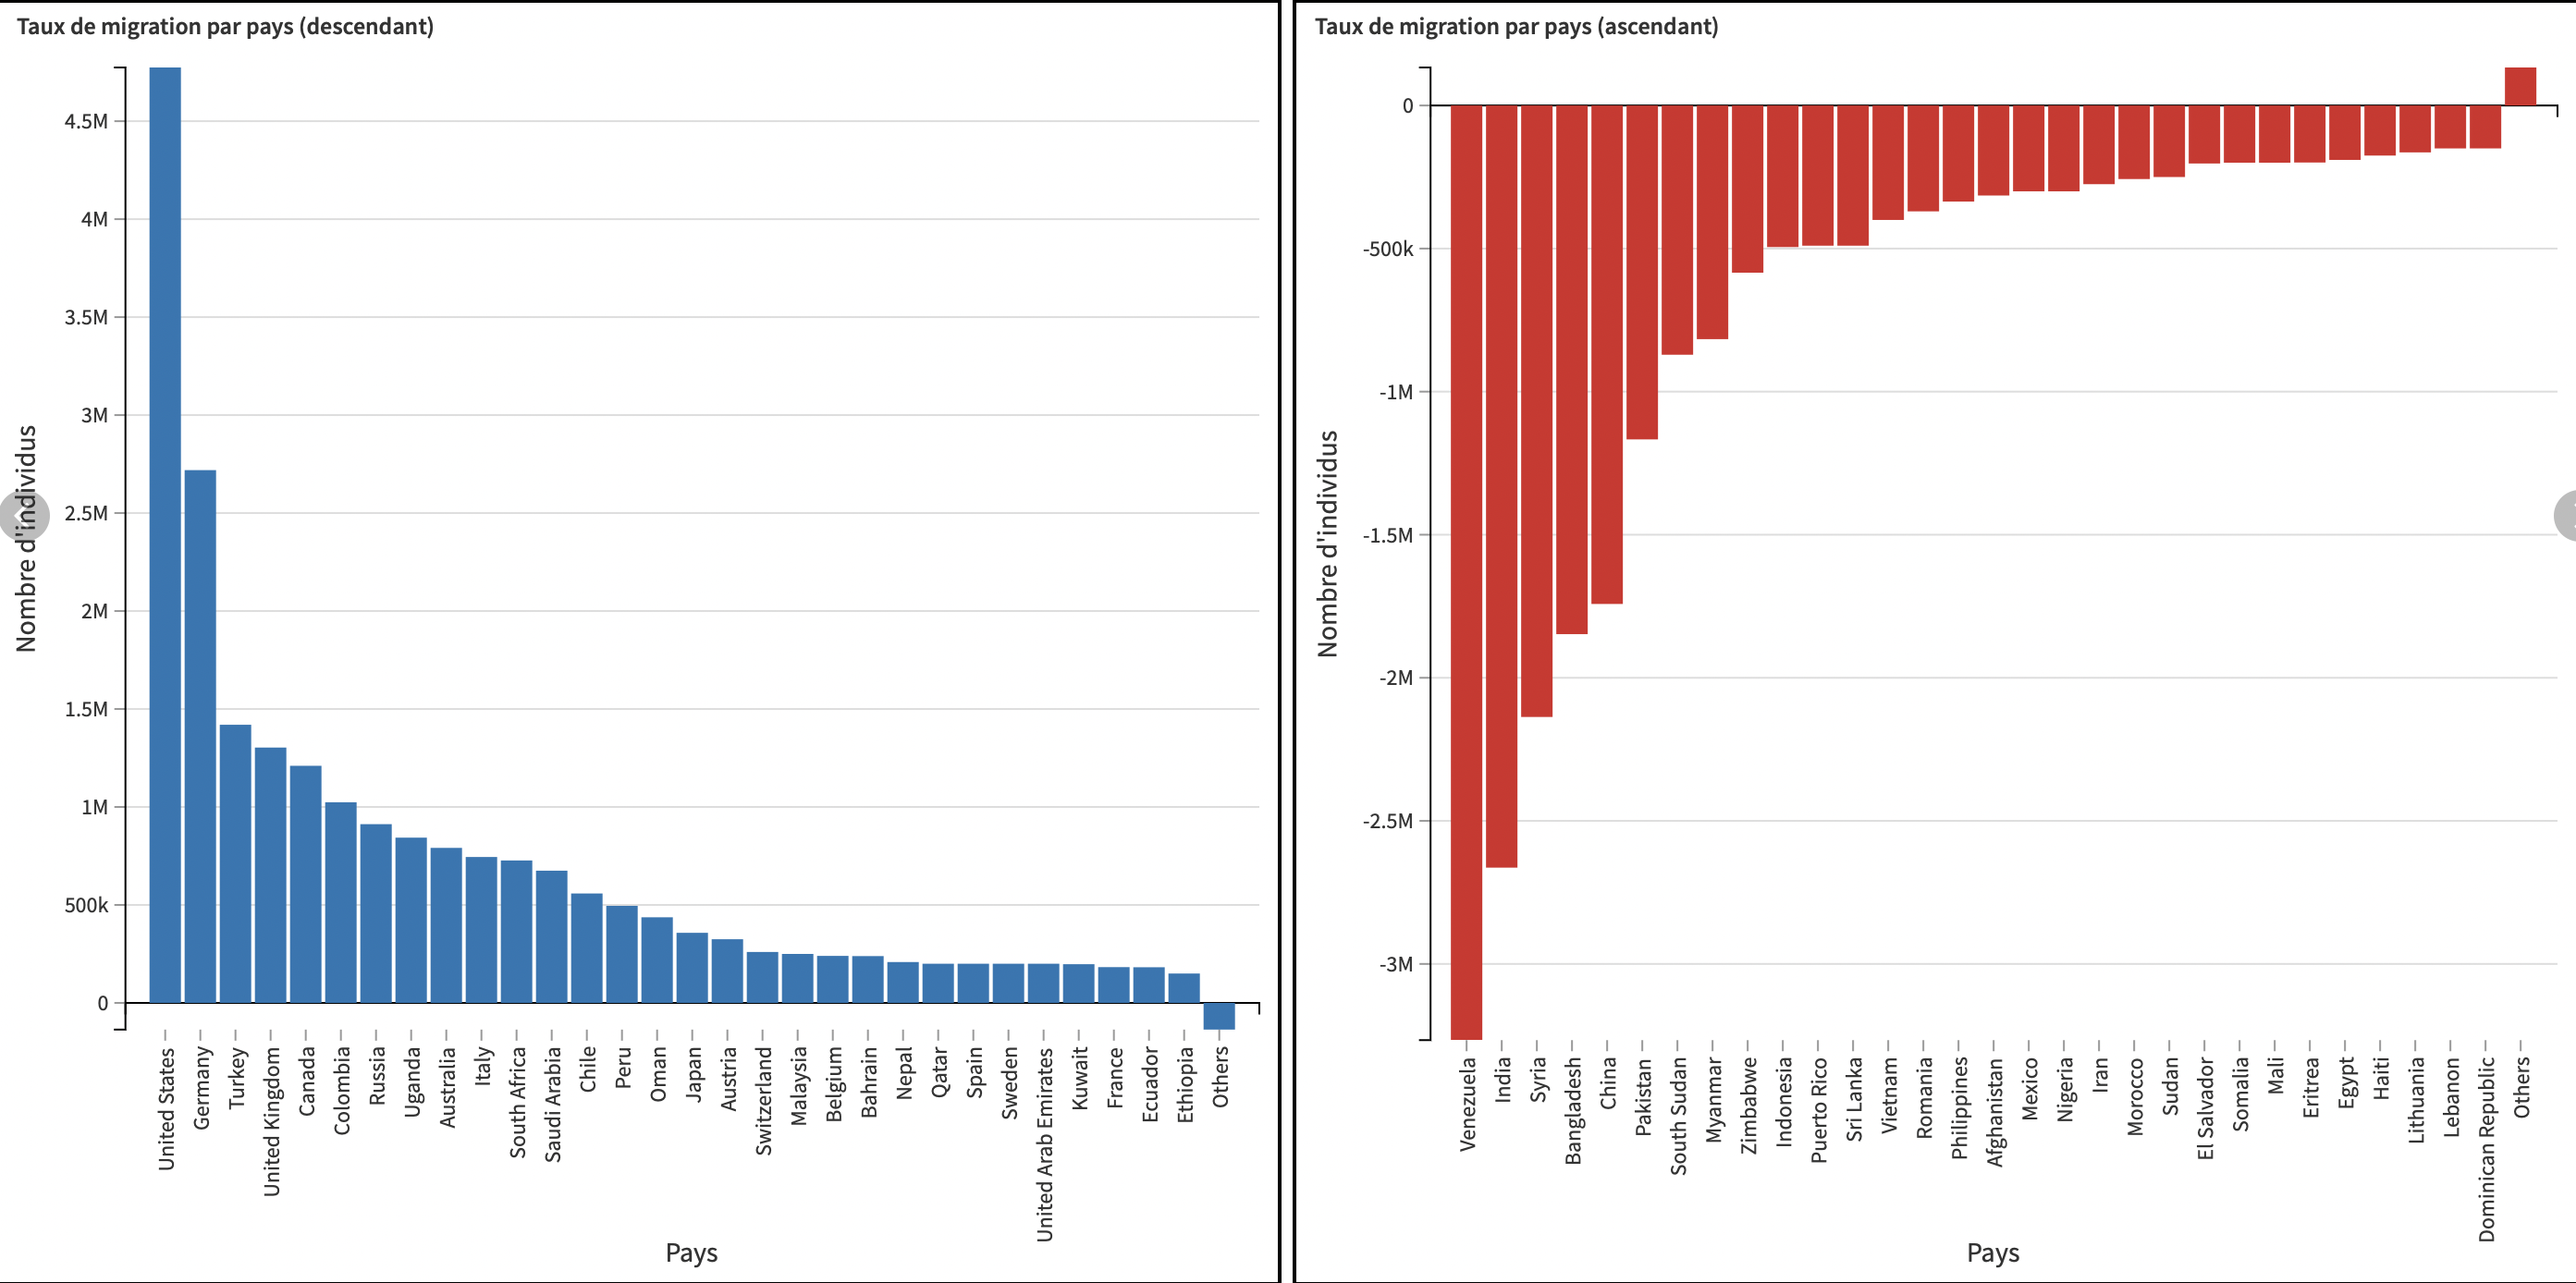 Taux de migration par pays (descendant)
Nombre d'individus
4.5M
4M
3.5M
3M
2.5M
2M
1.5M
1M
500k
0
United States
Germany
Turkey
United Kingdom
Canada
Colombia
Russia
Uganda
Australia
Italy
South Africa
Saudi Arabia
Chile
Peru
Oman
Japan
Austria
Switzerland
Malaysia
Belgium
Bahrain
Nepal
Qatar
Spain
Sweden
United Arab Emirates
Kuwait
France
Ecuador
Ethiopia
Others
Pays
Taux de migration par pays (ascendant)
Nombre d'individus
0
-500k
-1M
-1.5M
-2M
-2.5M
-3M
Venezuela
India
Syria
Bangladesh
China
Pakistan
South Sudan
Myanmar
Zimbabwe
Indonesia
Puerto Rico
Sri Lanka
Vietnam
Romania
Philippines
Afghanistan
Mexico
Nigeria
Iran
Morocco
Sudan
El Salvador
Somalia
Mali
Eritrea
Egypt
Haiti
Lithuania
Lebanon
Dominican Republic
Others
Pays